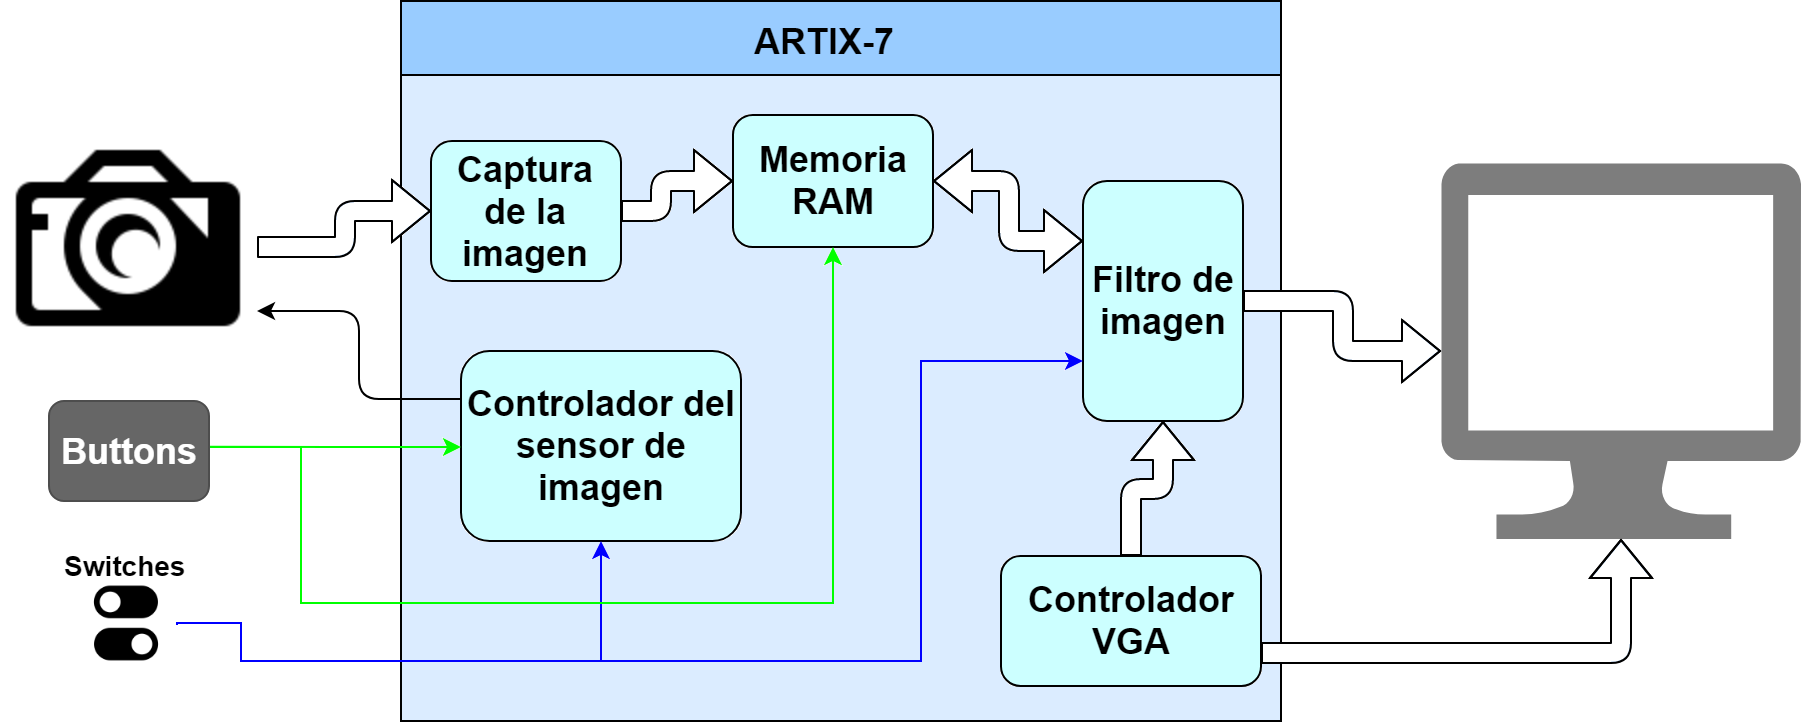 ARTIX-7
Captura
de la
imagen
Memoria
RAM
Filtro de
imagen
Controlador del
sensor de
imagen
Buttons
Switches
Controlador
VGA